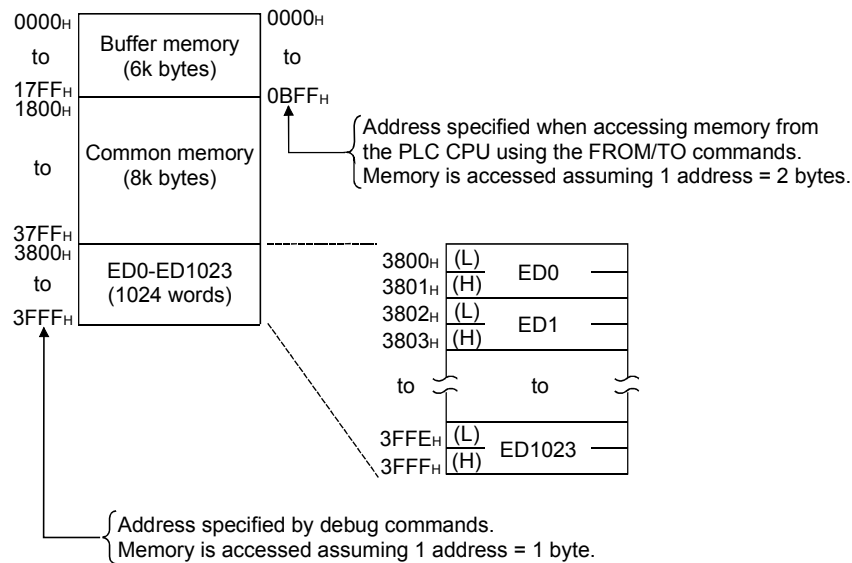 0000H
to
17FFH
1800H
to
37FFH
3800H
to
3FFFH
Buffer memory
(6k bytes)
Common memory
(8k bytes)
ED0-ED1023
(1024 words)
0000H
to
0BFFH
Address specified when accessing memory from
the PLC CPU using the FROM/TO commands.
Memory is accessed assuming 1 address = 2 bytes.
3800H (L)
ED0
3801H (H)
3802H (L)
ED1
3803H (H)
to to
3FFEH (L)
ED1023
3FFFH (H)
Address specified by debug commands.
Memory is accessed assuming 1 address = 1 byte.